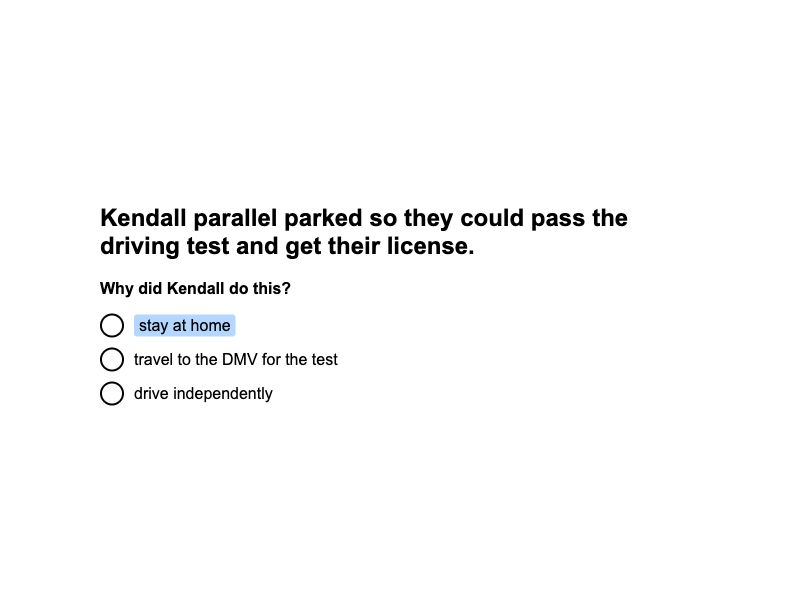 Kendall parallel parked so they could pass the
driving test and get their license.
Why did Kendall do this?
stay at home
travel to the DMV for the test
drive independently